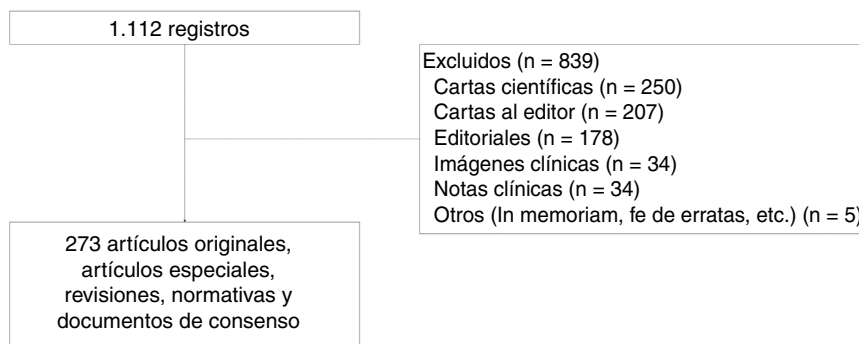 1.112 registros
Excluidos (n = 839)
Cartas científicas (n = 250)
Cartas al editor (n = 207)
Editoriales (n = 178)
Imágenes clínicas (n = 34)
Notas clínicas (n = 34)
Otros (In memoriam, fe de erratas, etc.) (n = 5)
273 artículos originales,
artículos especiales,
revisiones, normativas y
documentos de consenso